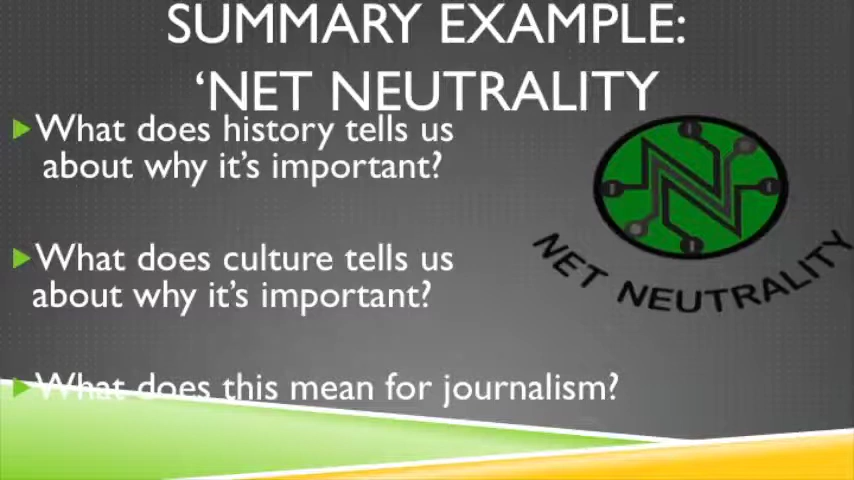 SUMMARY EXAMPLE:
‘NET NEUTRALITY
What does history tells us
about why it’s important?
What does culture tells us
about why it’s important?
What does this mean for journalism?
NET NEUTRALITY